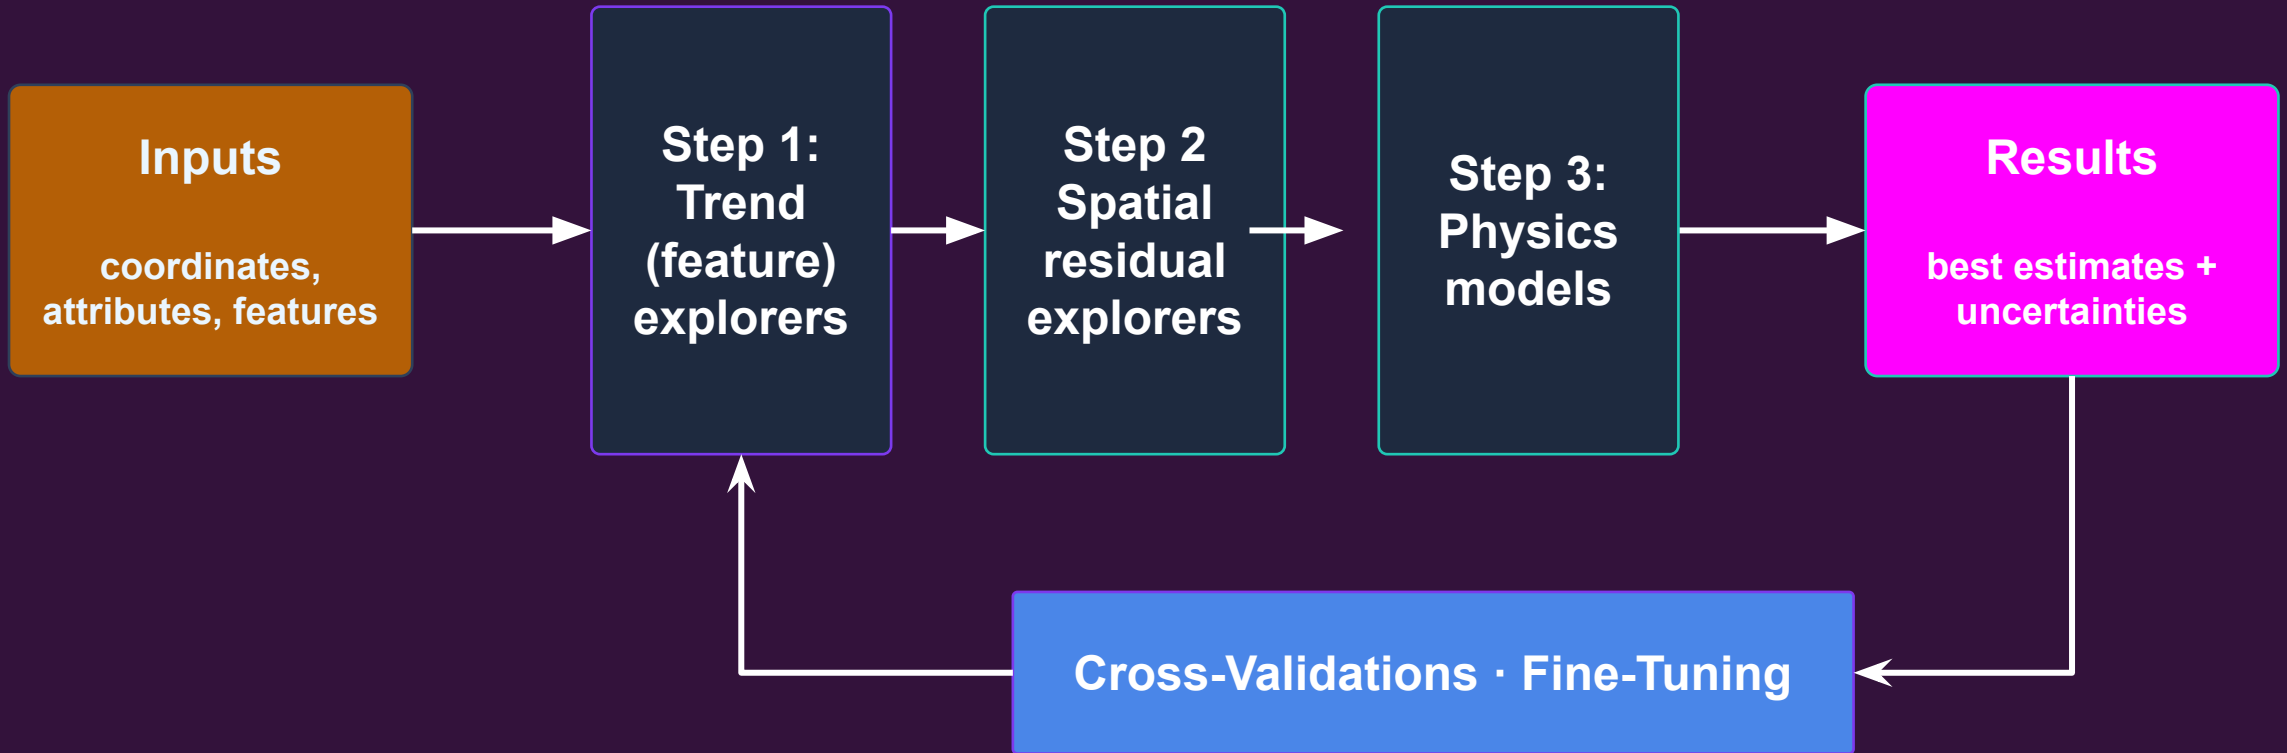 Inputs
coordinates,
attributes, features
Step 1:
Trend
(feature)
explorers
Step 2
Spatial
residual
explorers
Step 3:
Physics
models
Results
best estimates +
uncertainties
Cross-Validations · Fine-Tuning